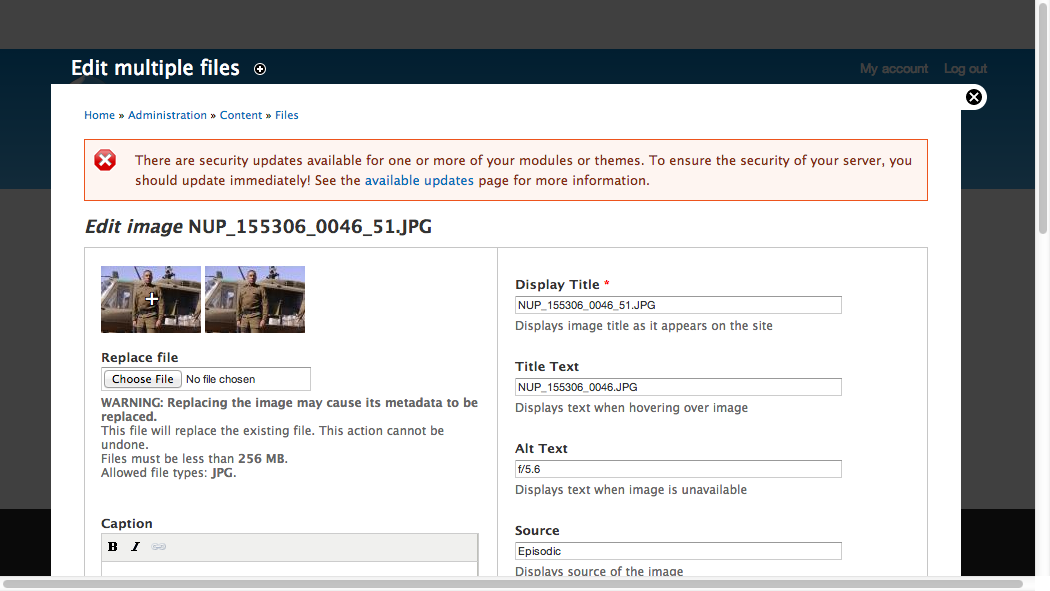 Edit multiple files
My account Log out
Home » Administration » Content » Files
There are security updates available for one or more of your modules or themes. To ensure the security of your server, you
should update immediately! See the available updates page for more information.
Edit image NUP_155306_0046_51.JPG
Replace file
Choose File No file chosen
WARNING: Replacing the image may cause its metadata to be
replaced.
This file will replace the existing file. This action cannot be
undone.
Files must be less than 256 MB.
Allowed file types: JPG.
Caption
B I
Display Title *
NUP_155306_0046_51.JPG
Displays image title as it appears on the site
Title Text
NUP_155306_0046.JPG
Displays text when hovering over image
Alt Text
f/5.6
Displays text when image is unavailable
Source
Episodic
Displays source of the image